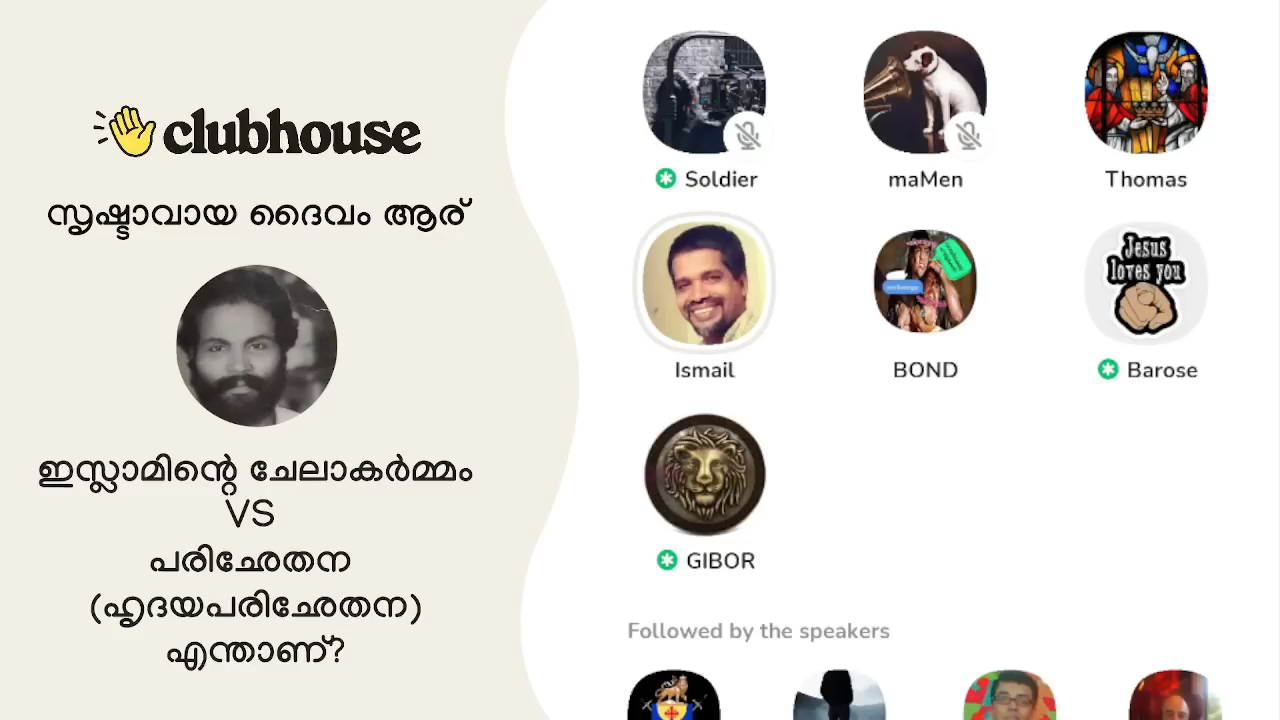 clubhouse
സൃഷ്ടാവായ ദൈവം ആര്
ഇസ്ലാമിന്റെ ചേലാകർമ്മം
VS
പരിഛേതന
(ഹൃദയപരിഛേതന)
എന്താണ്?
Soldier
maMen
Thomas
Ismail
BOND
Jesus
loves you
Barose
GIBOR
Followed by the speakers